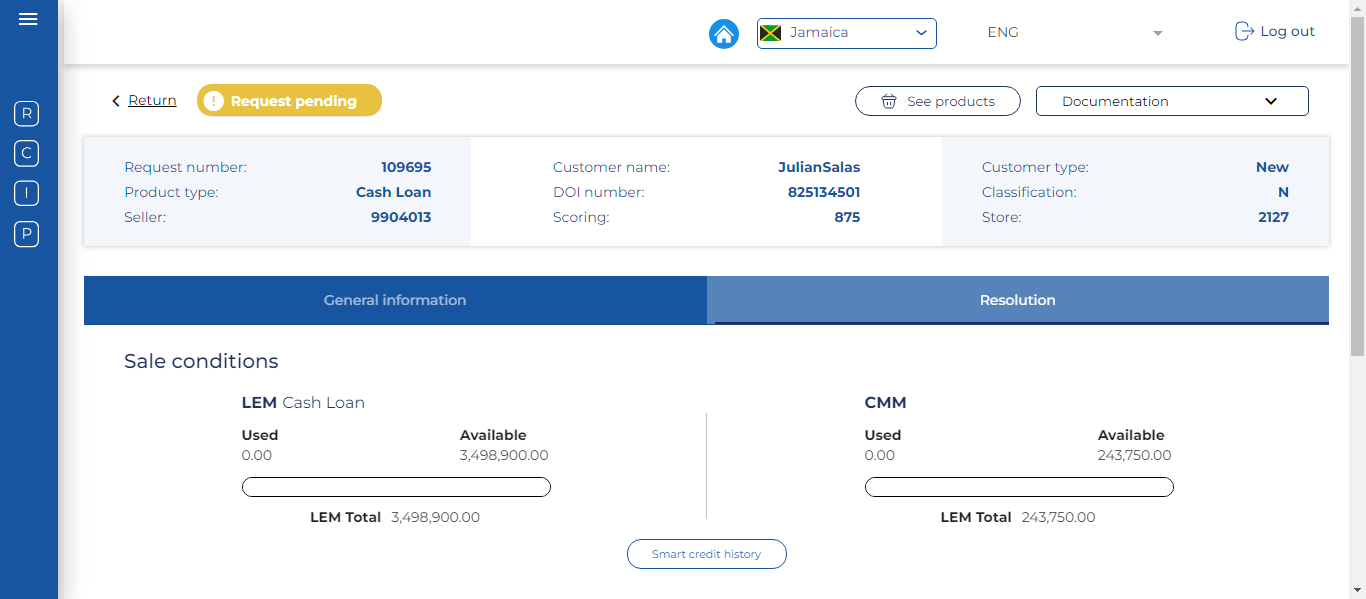 Jamaica ENG Log out
Return ! Request pending See products Documentation
R
C
I
P
Request number: 109695 Customer name: JulianSalas Customer type: New
Product type: Cash Loan DOI number: 825134501 Classification: N
Seller: 9904013 Scoring: 875 Store: 2127
General information Resolution
Sale conditions
LEM Cash Loan CMM
Used Available Used Available
0.00 3,498,900.00 0.00 243,750.00
LEM Total 3,498,900.00 LEM Total 243,750.00
Smart credit history